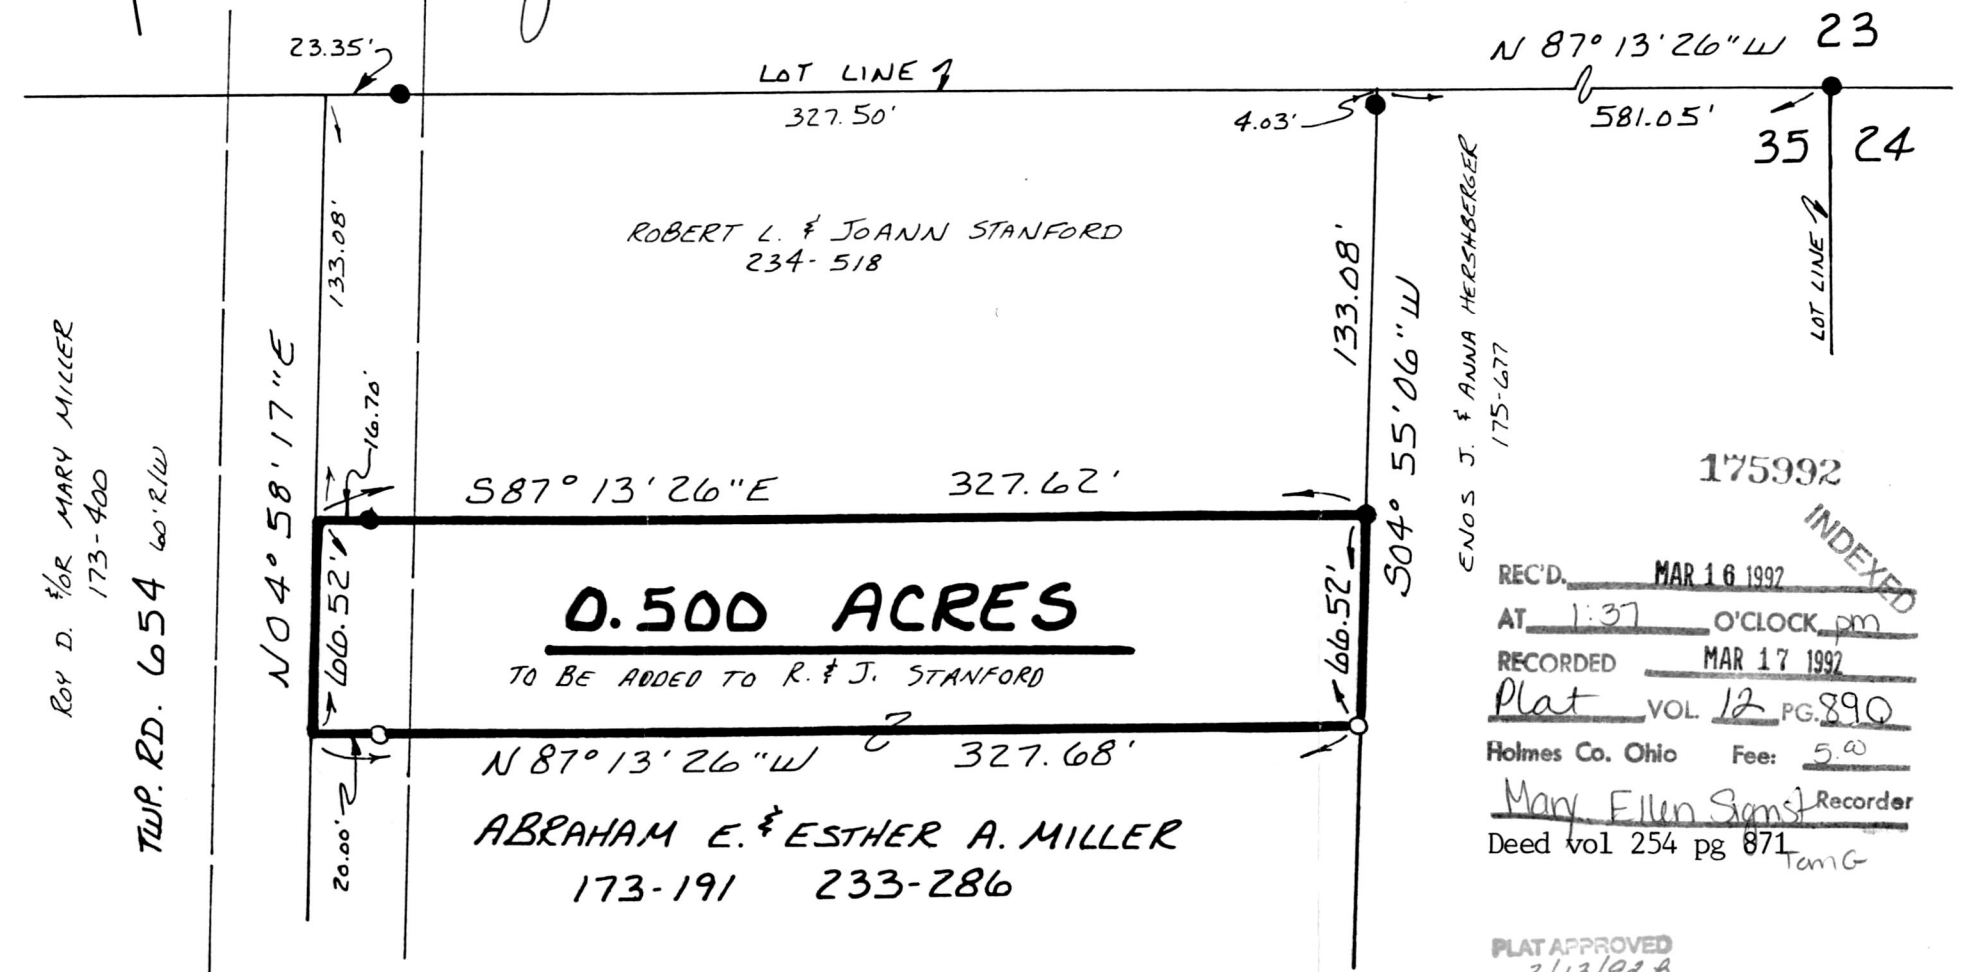 23.35'
LOT LINE
327.50'
4.03'
N 87° 13' 26" W
23
581.05'
35
24
LOT LINE
133.08'
ROBERT L. & JOANN STANFORD
234-518
133.08'
ENOS J. & ANNA HERSHBERGER
175-677
ROY D. &/OR MARY MILLER
173-400
TWP. RD. 654 60' R/W
N 04° 58' 17" E
16.70'
S 87° 13' 26" E 327.62'
S 04° 55' 06" W
66.52'
0.500 ACRES
TO BE ADDED TO R. & J. STANFORD
66.52'
N 87° 13' 26" W 327.68'
20.00'
ABRAHAM E. & ESTHER A. MILLER
173-191 233-286
175992
INDEXED
REC'D. MAR 16 1992
AT 1:37 O'CLOCK pm
RECORDED MAR 17 1992
Plat VOL. 12 PG. 890
Holmes Co. Ohio Fee: 5.00
Mary Ellen Recorder
Deed vol 254 pg 871
Tom G
PLAT APPROVED